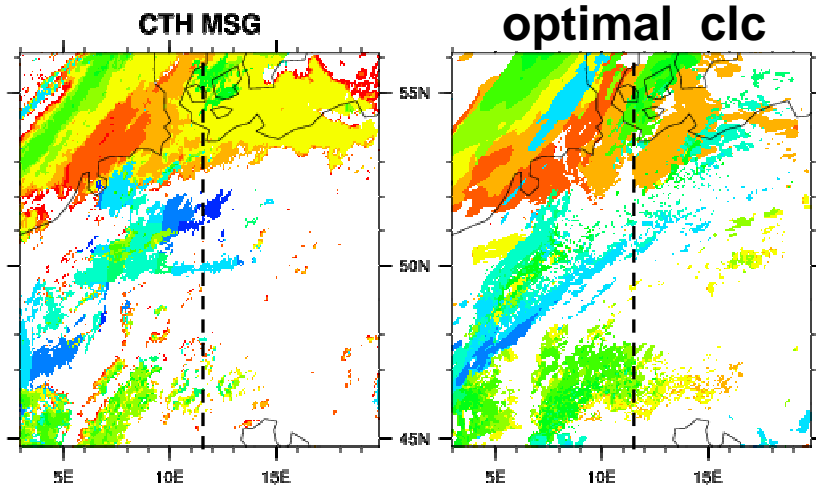 CTH MSG
optimal clc
55N
50N
45N
5E 10E 15E
5E 10E 15E